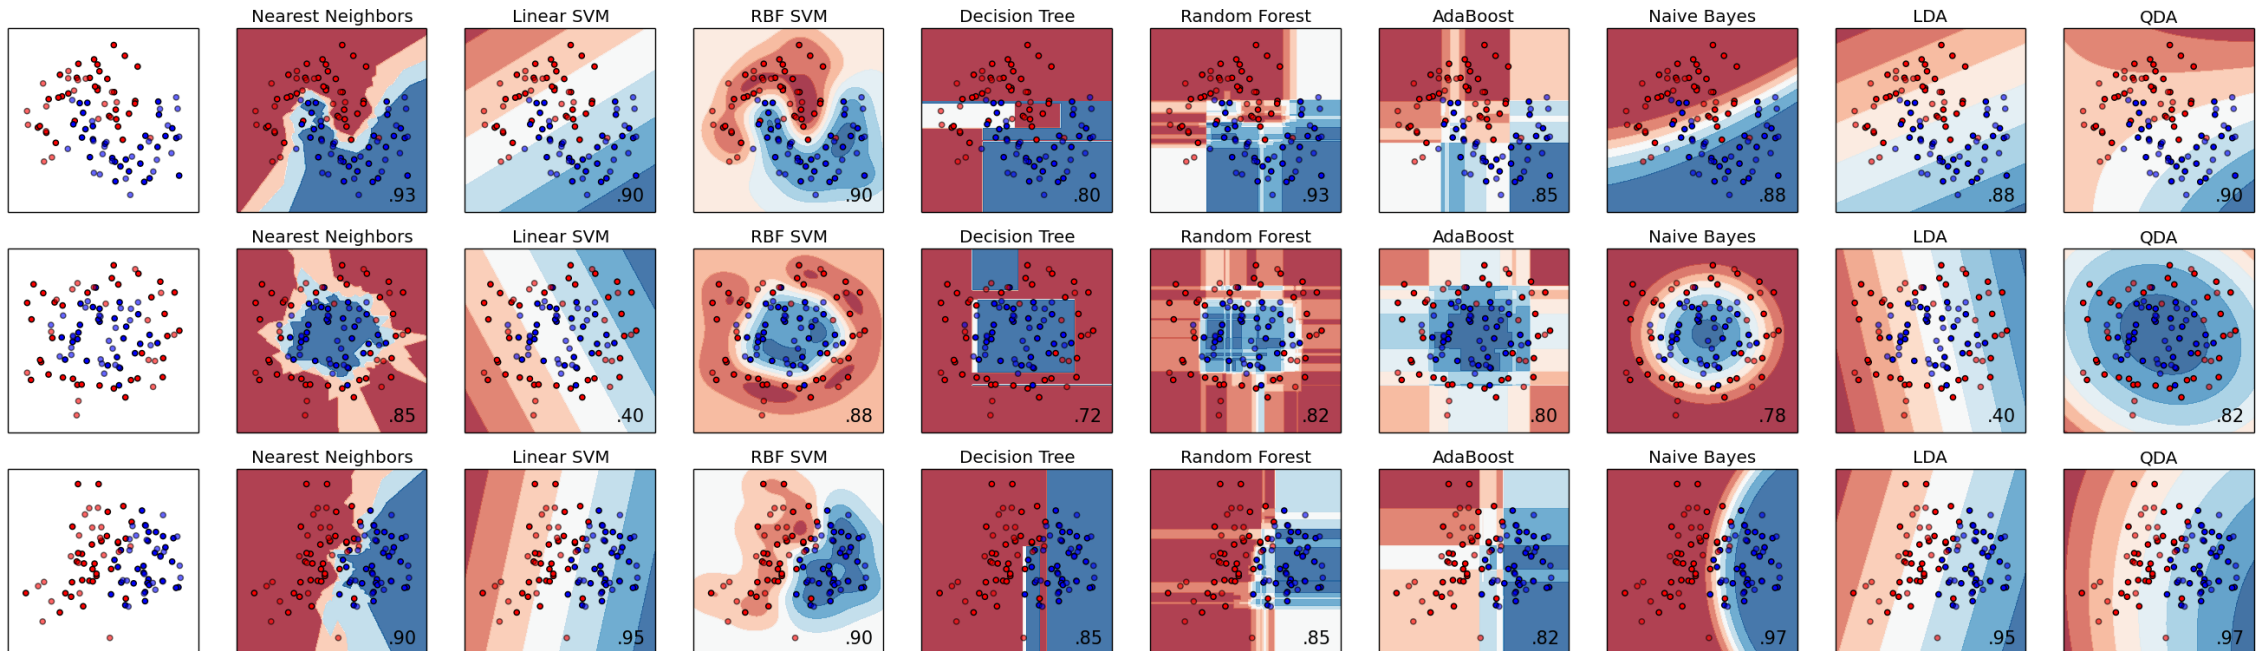 Nearest Neighbors Linear SVM RBF SVM Decision Tree Random Forest AdaBoost Naive Bayes LDA QDA
.93 .90 .90 .80 .93 .85 .88 .88 .90
Nearest Neighbors Linear SVM RBF SVM Decision Tree Random Forest AdaBoost Naive Bayes LDA QDA
.85 .40 .88 .72 .82 .80 .78 .40 .82
Nearest Neighbors Linear SVM RBF SVM Decision Tree Random Forest AdaBoost Naive Bayes LDA QDA
.90 .95 .90 .85 .85 .82 .97 .95 .97